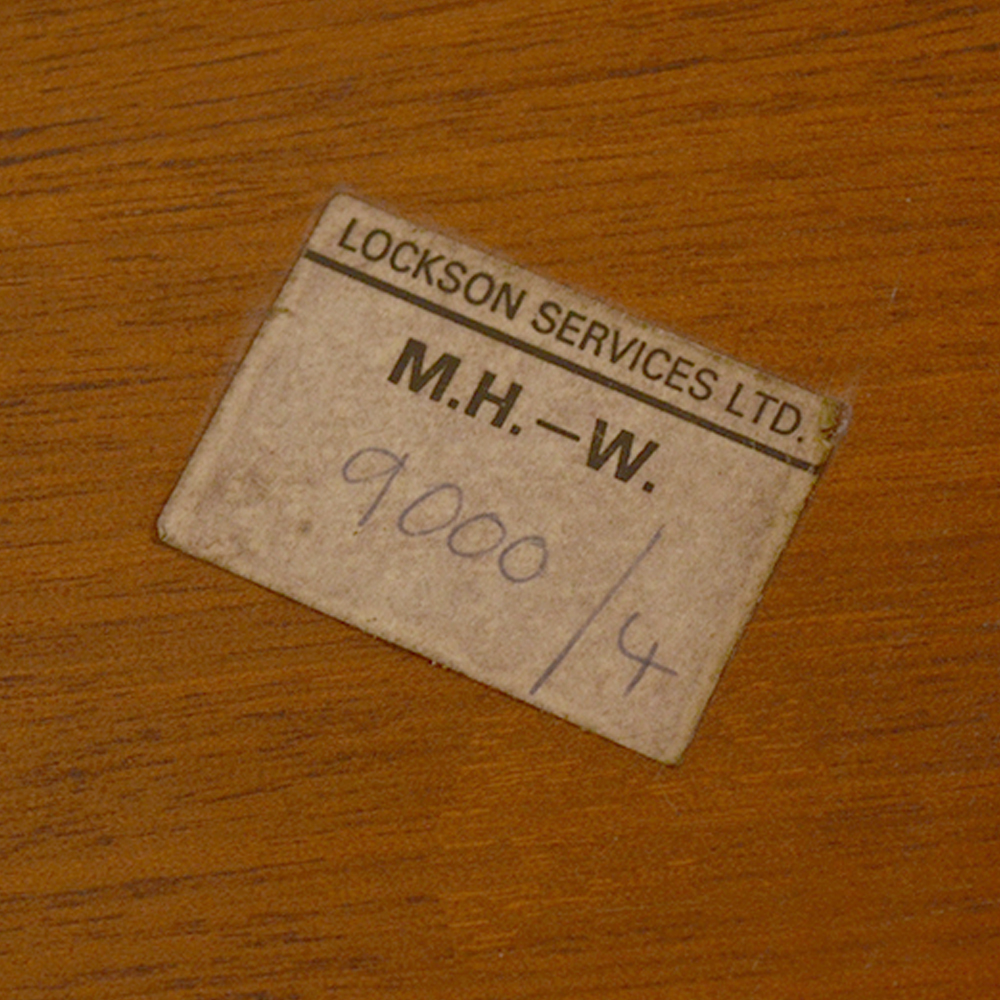 LOCKSON SERVICES LTD.
M.H.–W.
9000/4